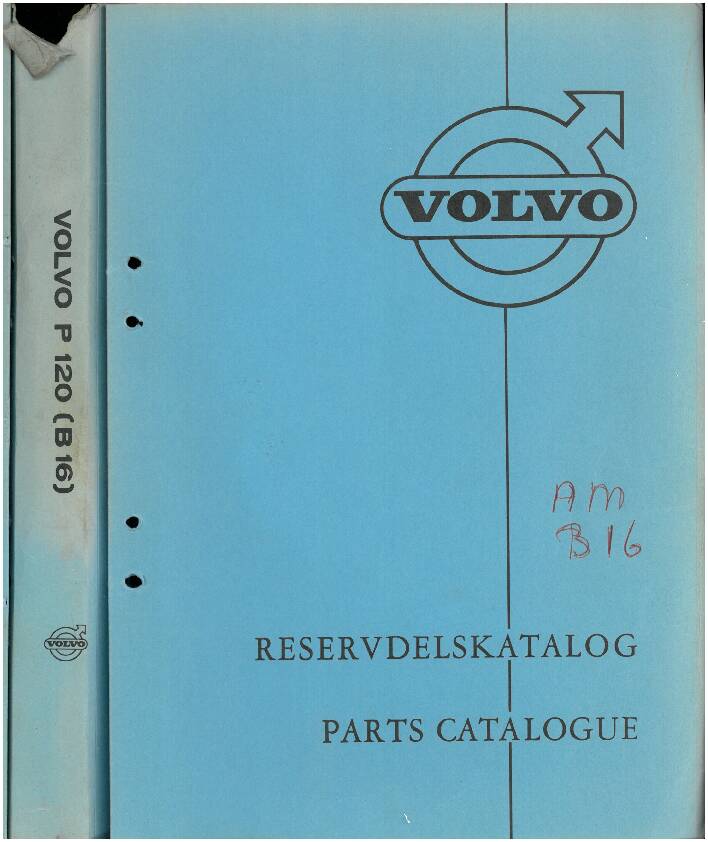 VOLVO P 120 (B 16)
VOLVO
VOLVO
AM
B16
RESERVDELSKATALOG
PARTS CATALOGUE